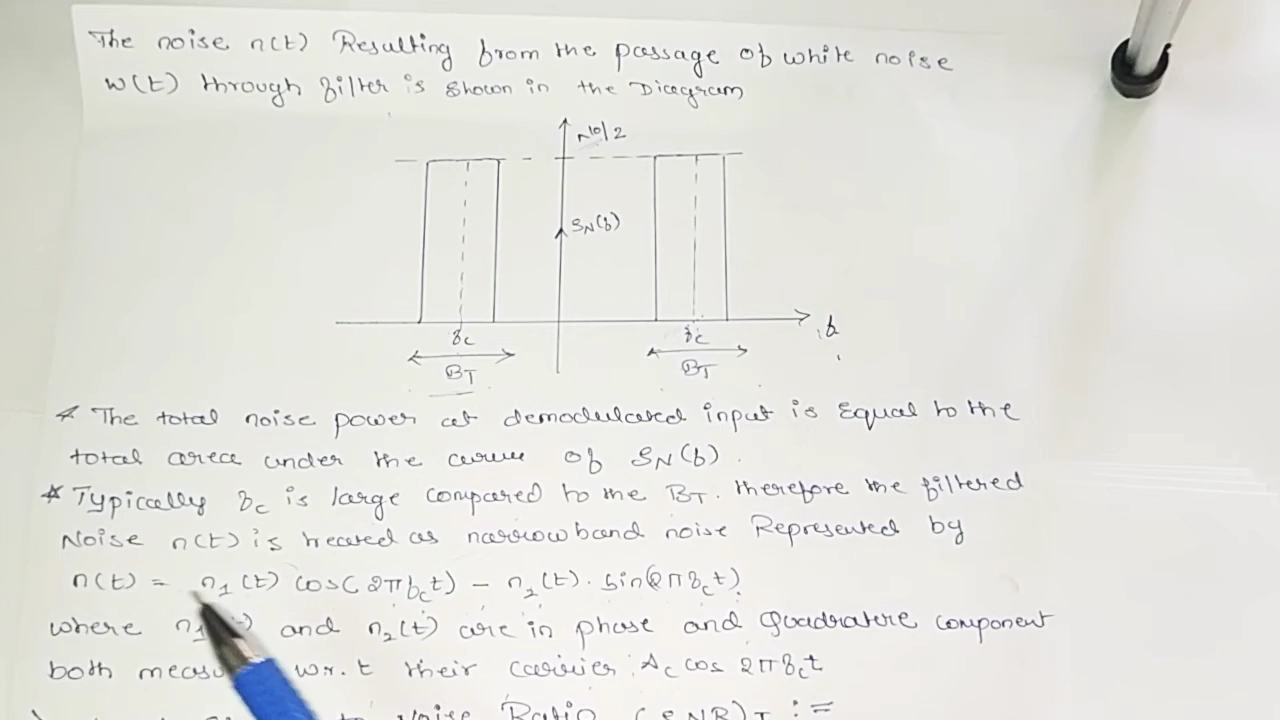 The noise n(t) Resulting from the passage of white noise
w(t) through filter is shown in the Diagram
N0/2
SN(f)
fc
fc
f
BT
BT
* The total noise power at demodulated input is Equal to the
total area under the curve of SN(f).
* Typically fc is large compared to the BT. therefore the filtered
Noise n(t) is treated as narrowband noise Represented by
n(t) = n1(t) cos(2πfct) - n2(t). sin(2πfct)
where and n2(t) are in phase and Quadrature component
both w.r.t their carrier Ac cos 2πfct
Noise Ratio (SNR)I :=